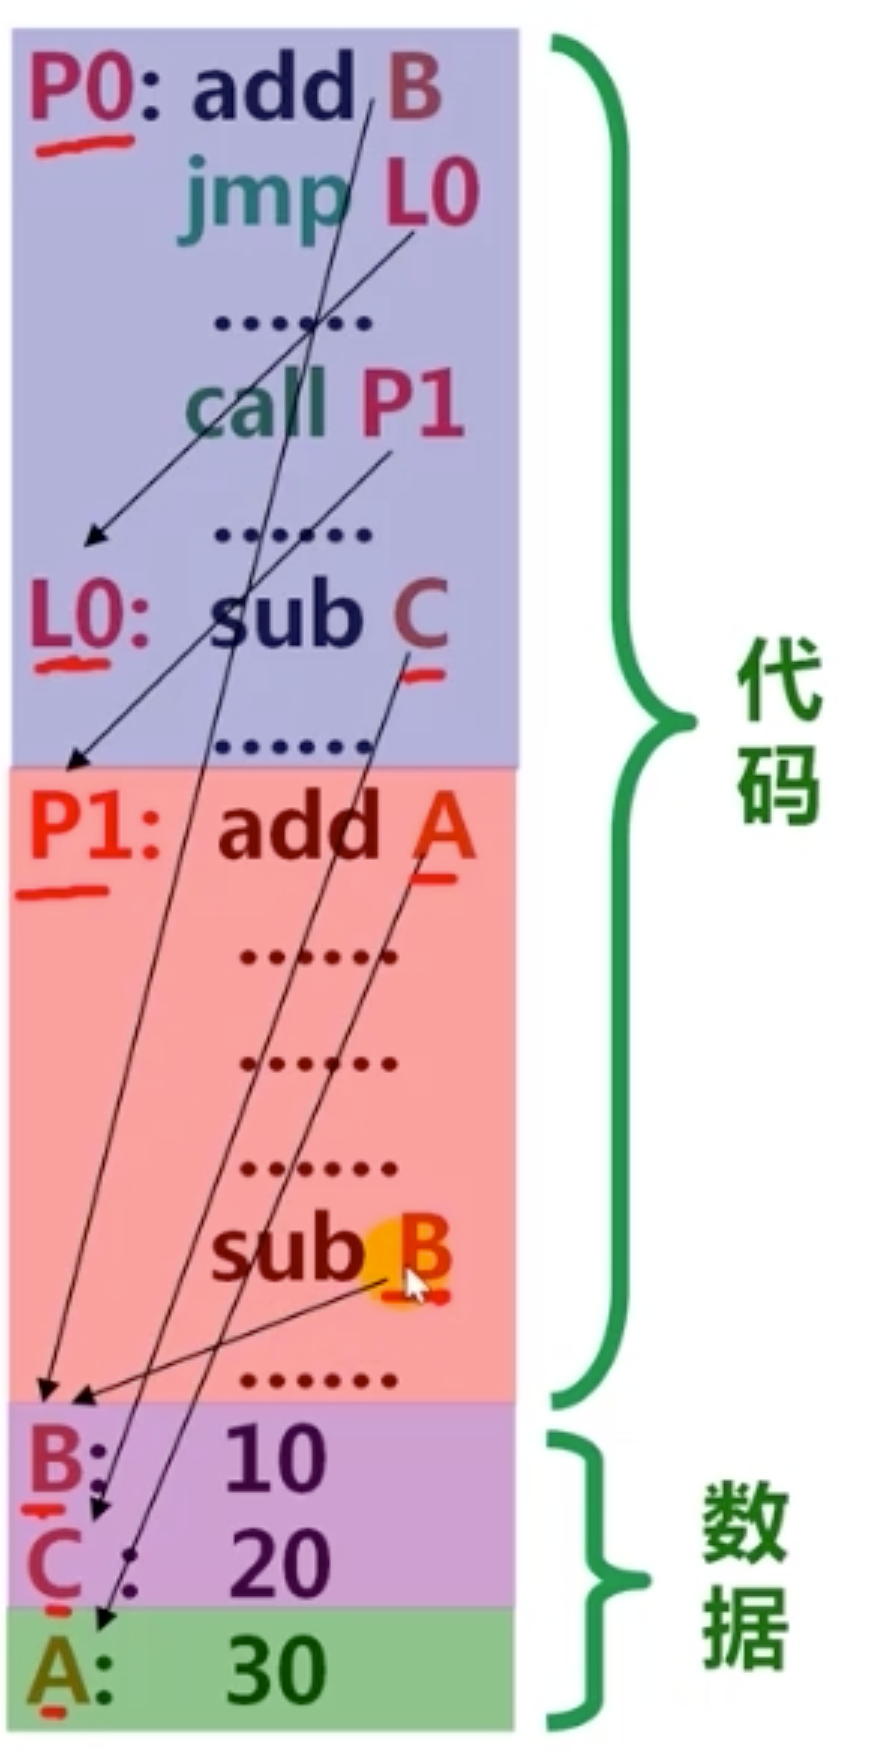 P0: add B
jmp L0
......
call P1
......
L0: sub C
......
P1: add A
......
......
......
sub B
......
B: 10
C : 20
A: 30
代码
数据